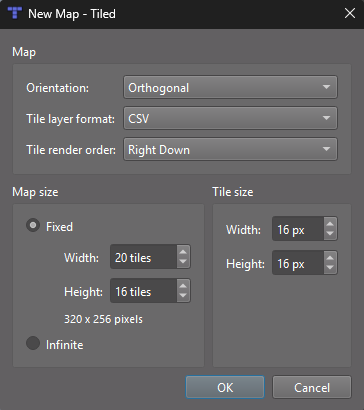 New Map - Tiled
Map
Orientation: Orthogonal
Tile layer format: CSV
Tile render order: Right Down
Map size
Fixed
Width: 20 tiles
Height: 16 tiles
320 x 256 pixels
Infinite
Tile size
Width: 16 px
Height: 16 px
OK
Cancel